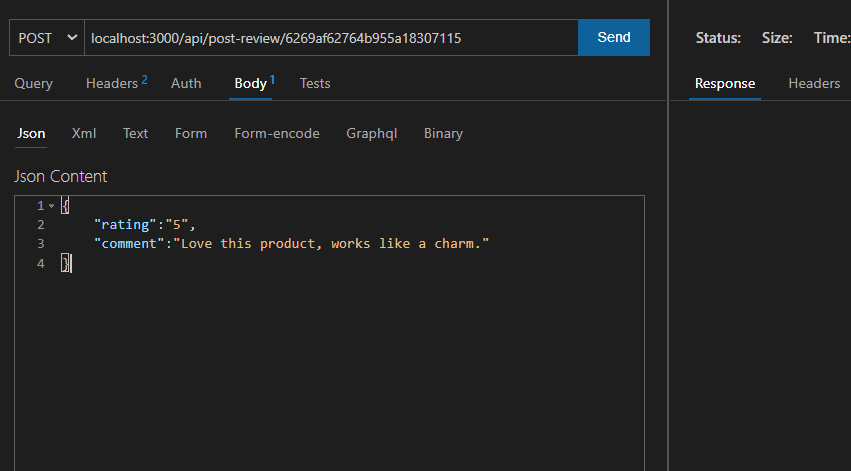 POST localhost:3000/api/post-review/6269af62764b955a18307115 Send
Status: Size: Time:
Query Headers 2 Auth Body 1 Tests
Response Headers
Json Xml Text Form Form-encode Graphql Binary
Json Content
1 {
2 "rating":"5",
3 "comment":"Love this product, works like a charm."
4 }